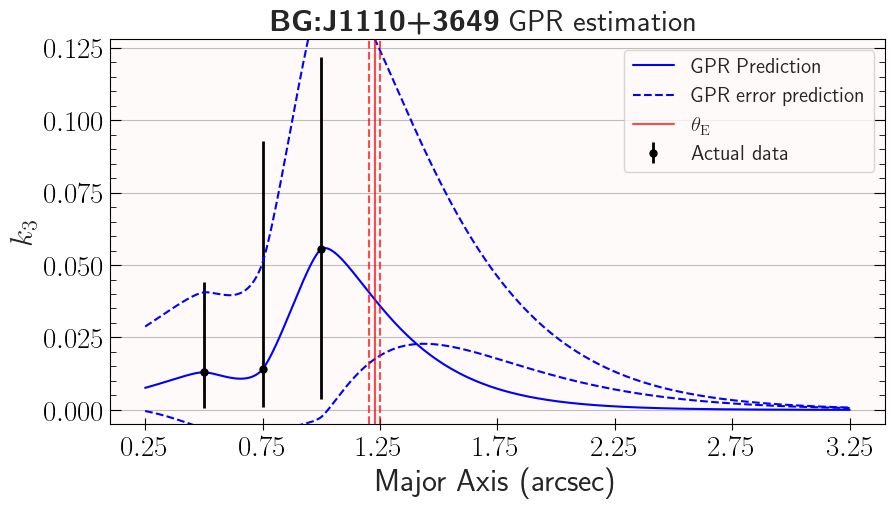 BG:J1110+3649 GPR estimation
0.125
0.100
0.075
0.050
0.025
0.000
k3
GPR Prediction
GPR error prediction
θE
Actual data
0.25 0.75 1.25 1.75 2.25 2.75 3.25
Major Axis (arcsec)